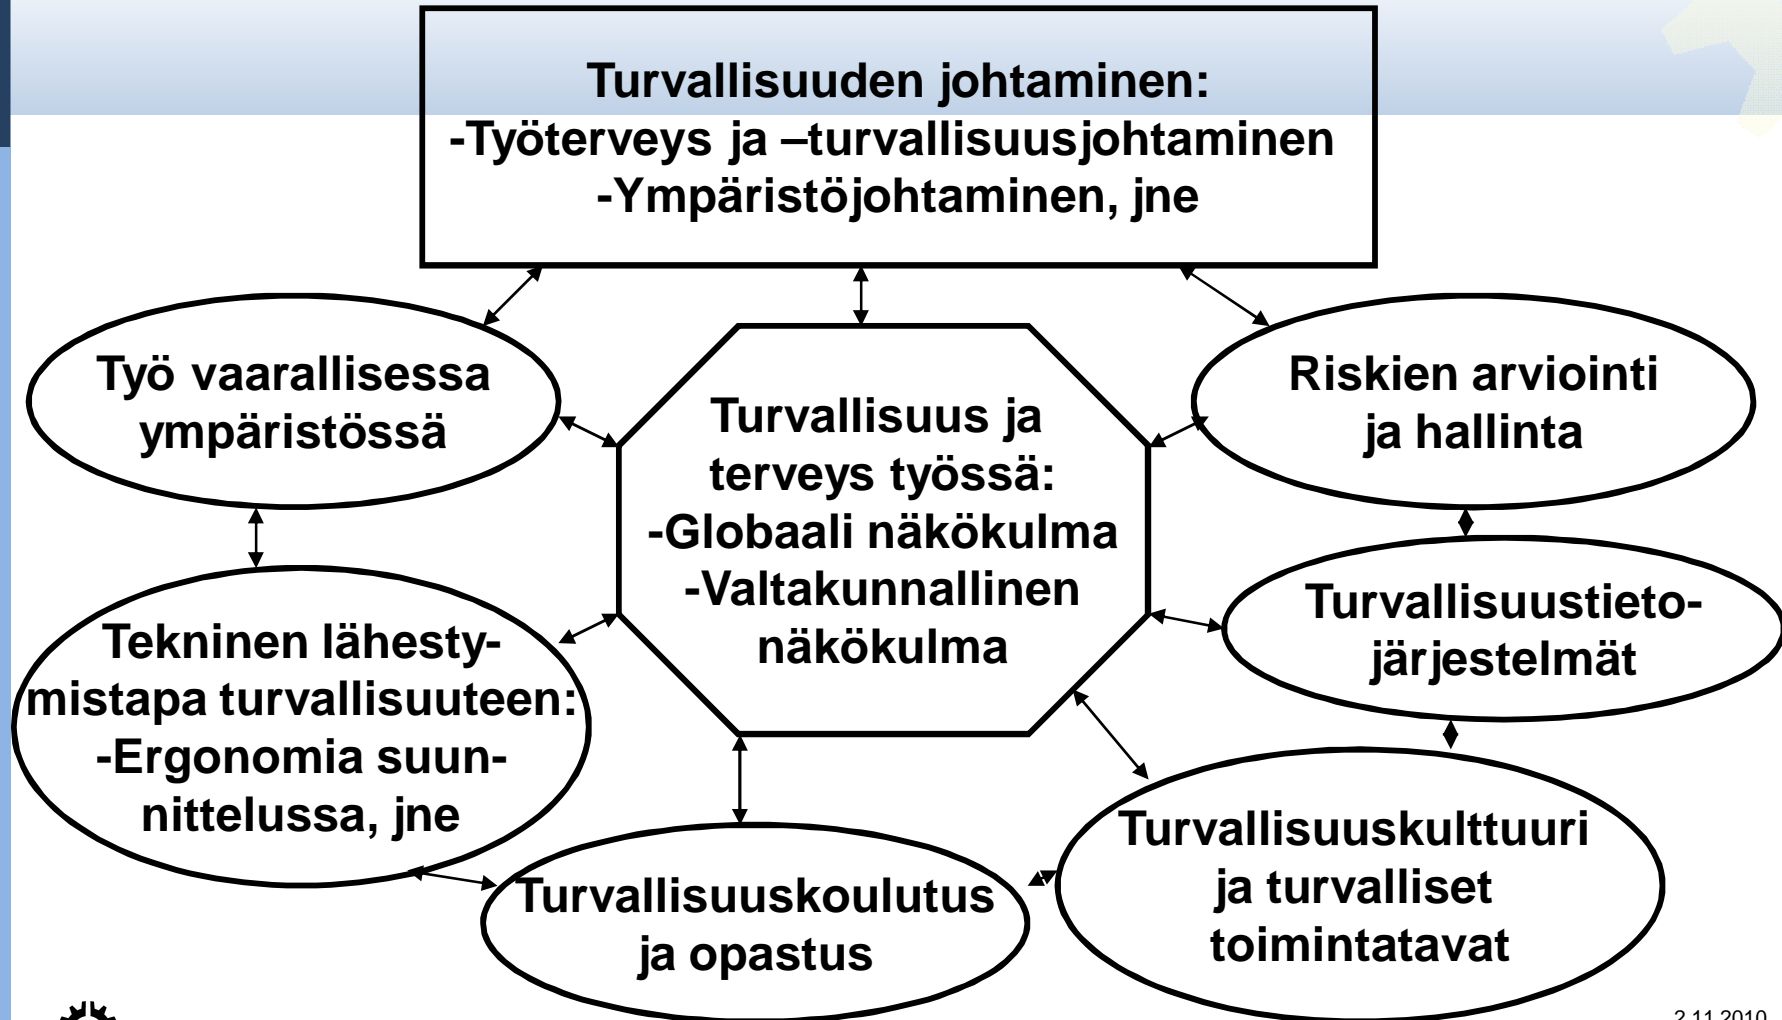 Turvallisuuden johtaminen:
-Työterveys ja –turvallisuusjohtaminen
-Ympäristöjohtaminen, jne
Työ vaarallisessa
ympäristössä
Turvallisuus ja
terveys työssä:
-Globaali näkökulma
-Valtakunnallinen
näkökulma
Riskien arviointi
ja hallinta
Tekninen lähesty-
mistapa turvallisuuteen:
-Ergonomia suun-
nittelussa, jne
Turvallisuustieto-
järjestelmät
Turvallisuuskoulutus
ja opastus
Turvallisuuskulttuuri
ja turvalliset
toimintatavat
2.11.2010